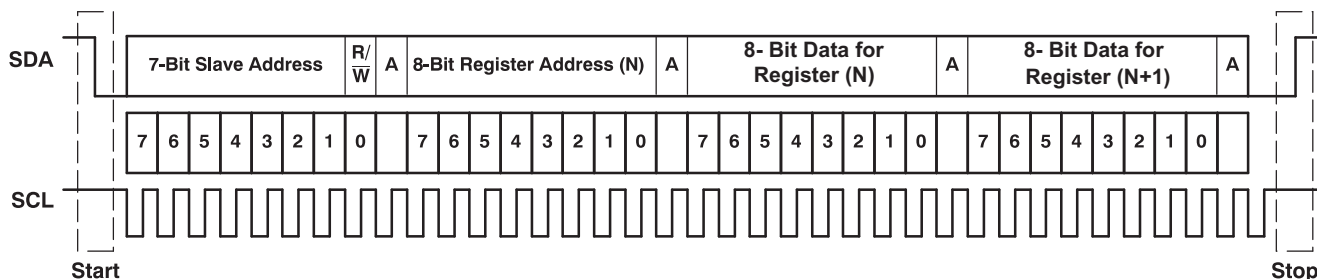 SDA
7-Bit Slave Address
R/
W
A
8-Bit Register Address (N)
A
8- Bit Data for
Register (N)
A
8- Bit Data for
Register (N+1)
A
7 6 5 4 3 2 1 0 7 6 5 4 3 2 1 0 7 6 5 4 3 2 1 0 7 6 5 4 3 2 1 0
SCL
Start
Stop